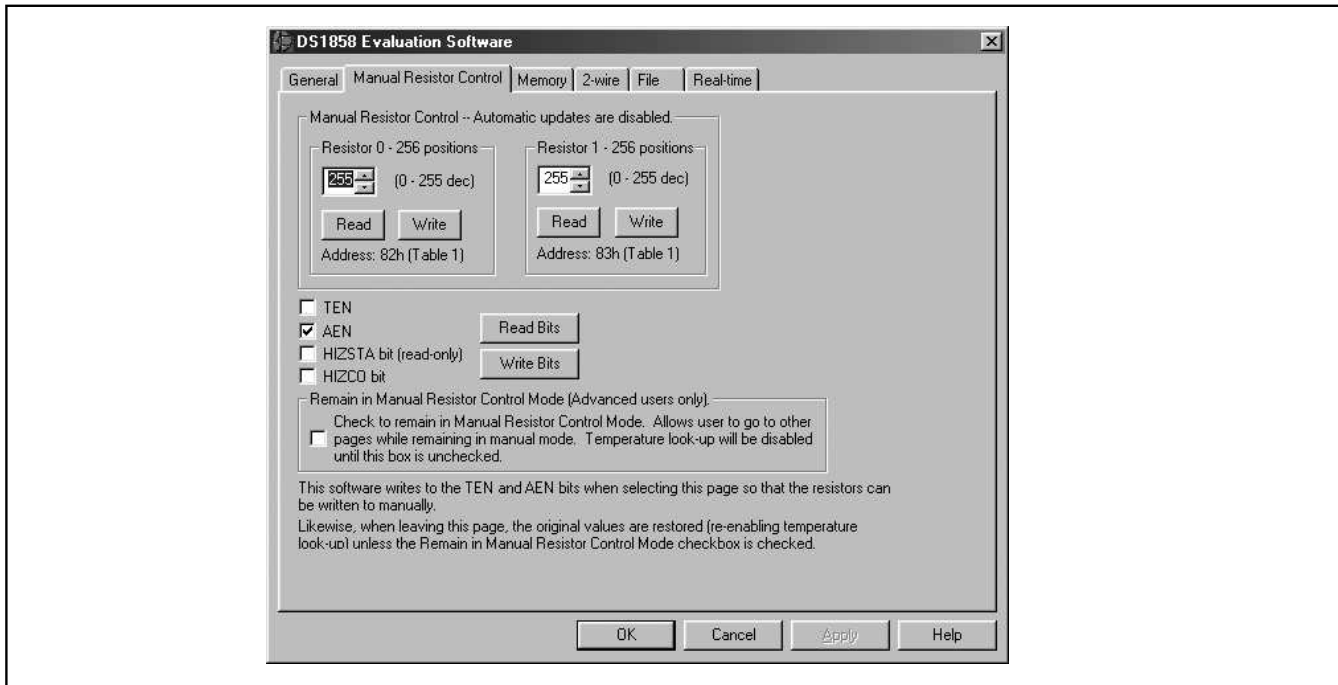 DS1858 Evaluation Software
General Manual Resistor Control Memory 2-wire File Real-time
Manual Resistor Control -- Automatic updates are disabled.
Resistor 0 - 256 positions
255 (0 - 255 dec)
Read Write
Address: 82h (Table 1)
Resistor 1 - 256 positions
255 (0 - 255 dec)
Read Write
Address: 83h (Table 1)
TEN
AEN
HIZSTA bit (read-only)
HIZCO bit
Read Bits
Write Bits
Remain in Manual Resistor Control Mode (Advanced users only).
Check to remain in Manual Resistor Control Mode. Allows user to go to other
pages while remaining in manual mode. Temperature look-up will be disabled
until this box is unchecked.
This software writes to the TEN and AEN bits when selecting this page so that the resistors can
be written to manually.
Likewise, when leaving this page, the original values are restored (re-enabling temperature
look-up) unless the Remain in Manual Resistor Control Mode checkbox is checked.
OK Cancel Apply Help